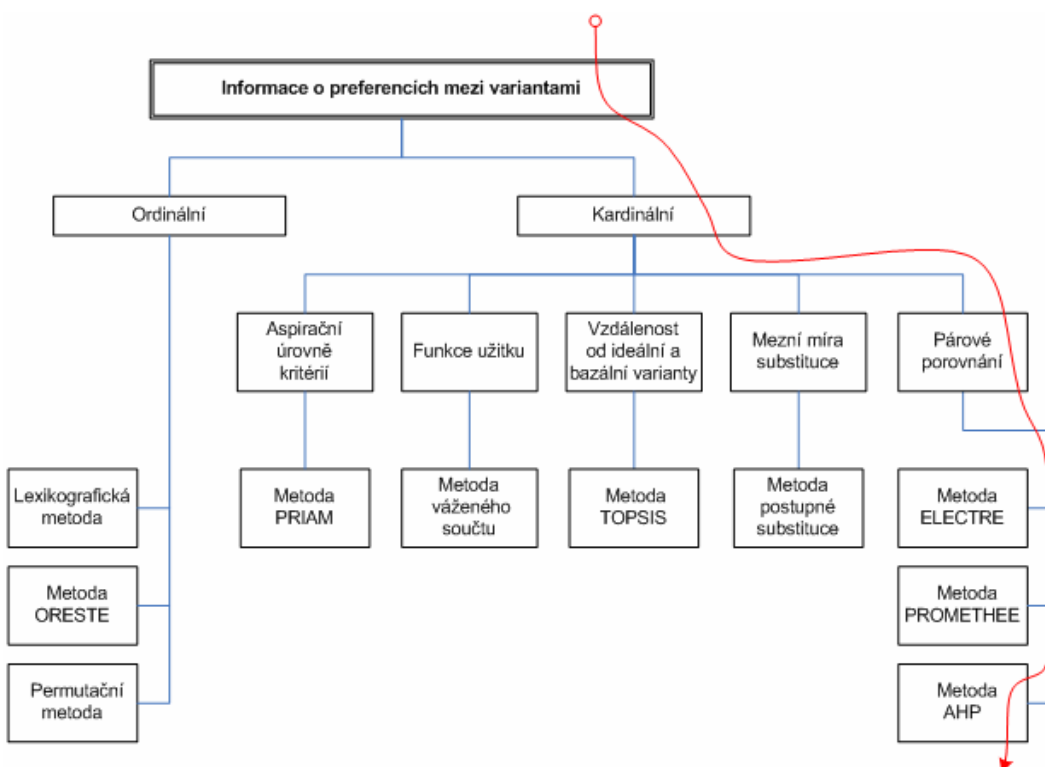 Informace o preferencích mezi variantami
Ordinální
Kardinální
Aspirační
úrovně
kritérií
Funkce užitku
Vzdálenost
od ideální a
bazální varianty
Mezní míra
substituce
Párové
porovnání
Lexikografická
metoda
Metoda
PRIAM
Metoda
váženého
součtu
Metoda
TOPSIS
Metoda
postupné
substituce
Metoda
ELECTRE
Metoda
ORESTE
Metoda
PROMETHEE
Permutační
metoda
Metoda
AHP